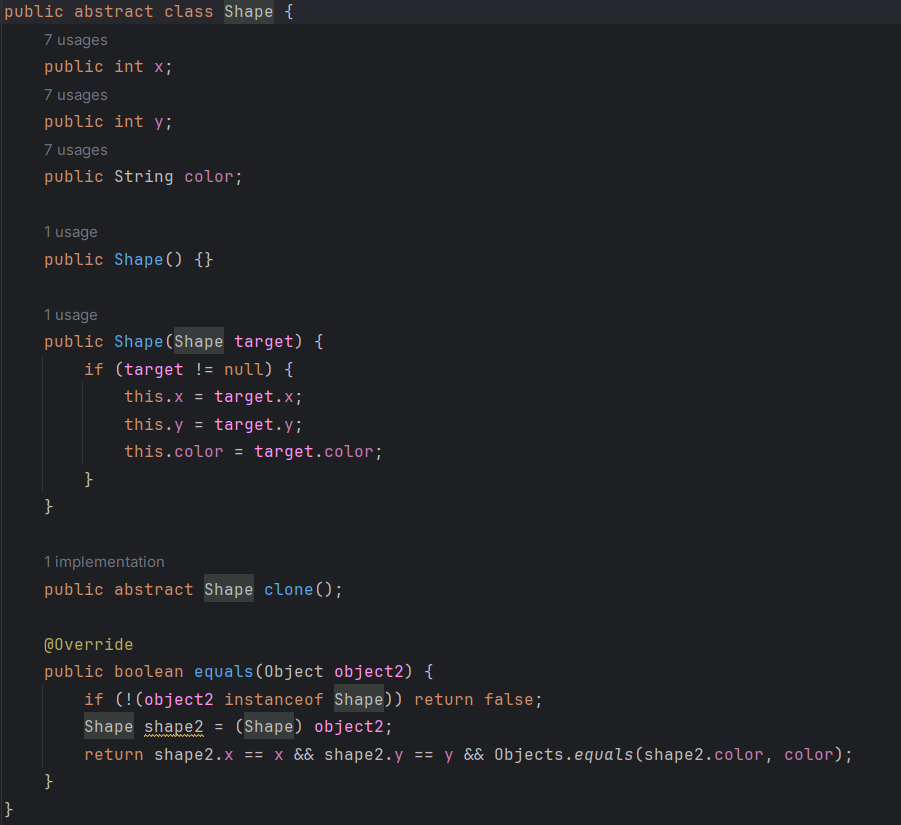 public abstract class Shape {
7 usages
public int x;
7 usages
public int y;
7 usages
public String color;
1 usage
public Shape() {}
1 usage
public Shape(Shape target) {
if (target != null) {
this.x = target.x;
this.y = target.y;
this.color = target.color;
}
}
1 implementation
public abstract Shape clone();
@Override
public boolean equals(Object object2) {
if (!(object2 instanceof Shape)) return false;
Shape shape2 = (Shape) object2;
return shape2.x == x && shape2.y == y && Objects.equals(shape2.color, color);
}
}